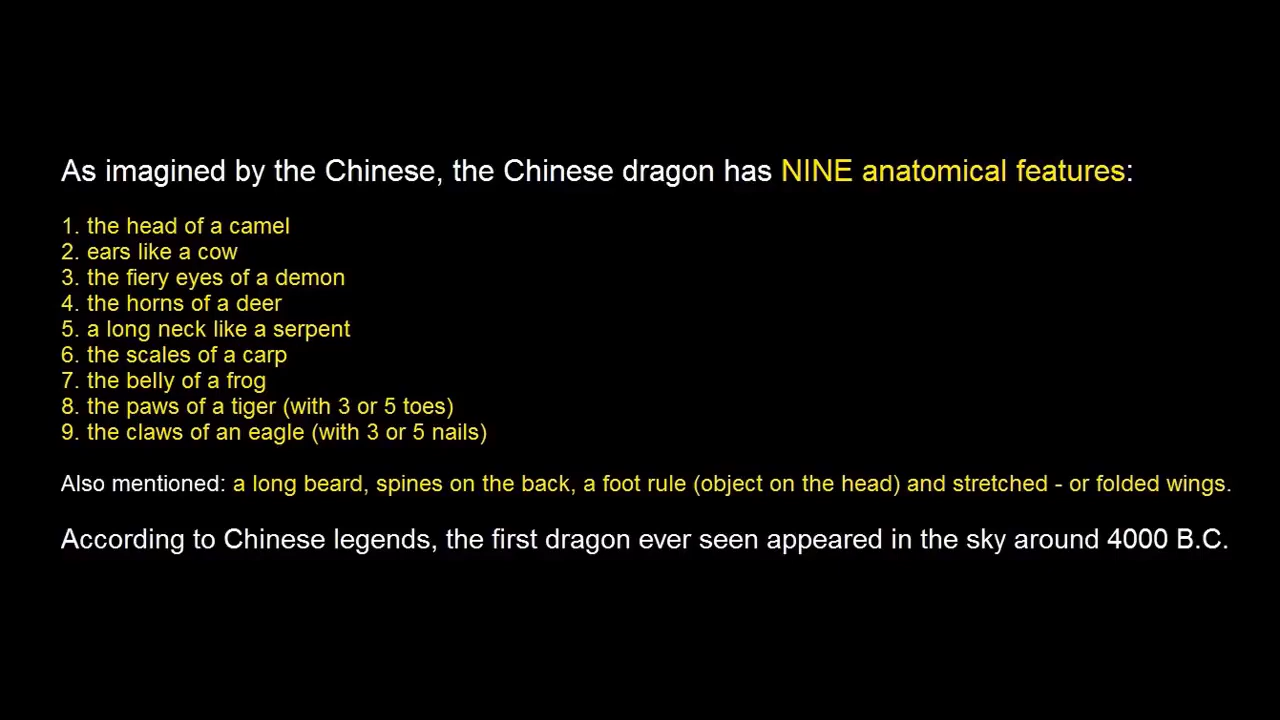 As imagined by the Chinese, the Chinese dragon has NINE anatomical features:
1. the head of a camel
2. ears like a cow
3. the fiery eyes of a demon
4. the horns of a deer
5. a long neck like a serpent
6. the scales of a carp
7. the belly of a frog
8. the paws of a tiger (with 3 or 5 toes)
9. the claws of an eagle (with 3 or 5 nails)
Also mentioned: a long beard, spines on the back, a foot rule (object on the head) and stretched - or folded wings.
According to Chinese legends, the first dragon ever seen appeared in the sky around 4000 B.C.